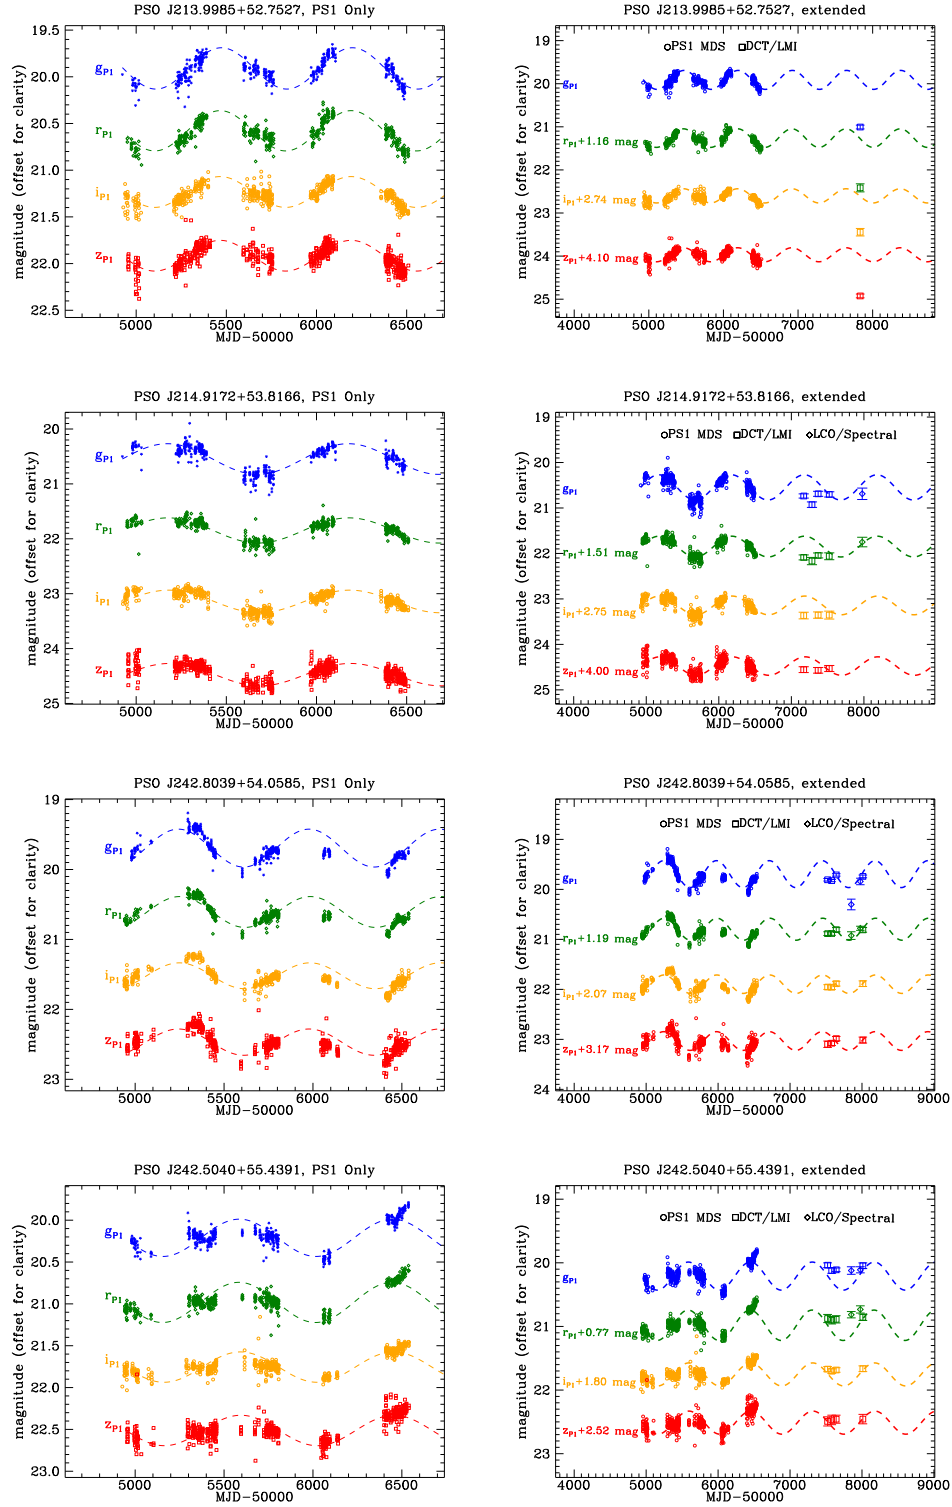 PSO J213.9985+52.7527, PS1 Only
magnitude (offset for clarity)
19.5
20.0
20.5
21.0
21.5
22.0
22.5
gP1
rP1
iP1
zP1
5000 5500 6000 6500
MJD-50000
PSO J213.9985+52.7527, extended
magnitude (offset for clarity)
19
20
21
22
23
24
25
PS1 MDS DCT/LMI
gP1
rP1+1.16 mag
iP1+2.74 mag
zP1+4.10 mag
4000 5000 6000 7000 8000
MJD-50000
PSO J214.9172+53.8166, PS1 Only
magnitude (offset for clarity)
20
21
22
23
24
25
gP1
rP1
iP1
zP1
5000 5500 6000 6500
MJD-50000
PSO J214.9172+53.8166, extended
magnitude (offset for clarity)
19
20
21
22
23
24
25
PS1 MDS DCT/LMI LCO/Spectral
gP1
rP1+1.51 mag
iP1+2.75 mag
zP1+4.00 mag
4000 5000 6000 7000 8000
MJD-50000
PSO J242.8039+54.0585, PS1 Only
magnitude (offset for clarity)
19
20
21
22
23
gP1
rP1
iP1
zP1
5000 5500 6000 6500
MJD-50000
PSO J242.8039+54.0585, extended
magnitude (offset for clarity)
19
20
21
22
23
24
PS1 MDS DCT/LMI LCO/Spectral
gP1
rP1+1.19 mag
iP1+2.07 mag
zP1+3.17 mag
4000 5000 6000 7000 8000 9000
MJD-50000
PSO J242.5040+55.4391, PS1 Only
magnitude (offset for clarity)
20.0
20.5
21.0
21.5
22.0
22.5
23.0
gP1
rP1
iP1
zP1
5000 5500 6000 6500
MJD-50000
PSO J242.5040+55.4391, extended
magnitude (offset for clarity)
19
20
21
22
23
PS1 MDS DCT/LMI LCO/Spectral
gP1
rP1+0.77 mag
iP1+1.80 mag
zP1+2.52 mag
4000 5000 6000 7000 8000 9000
MJD-50000